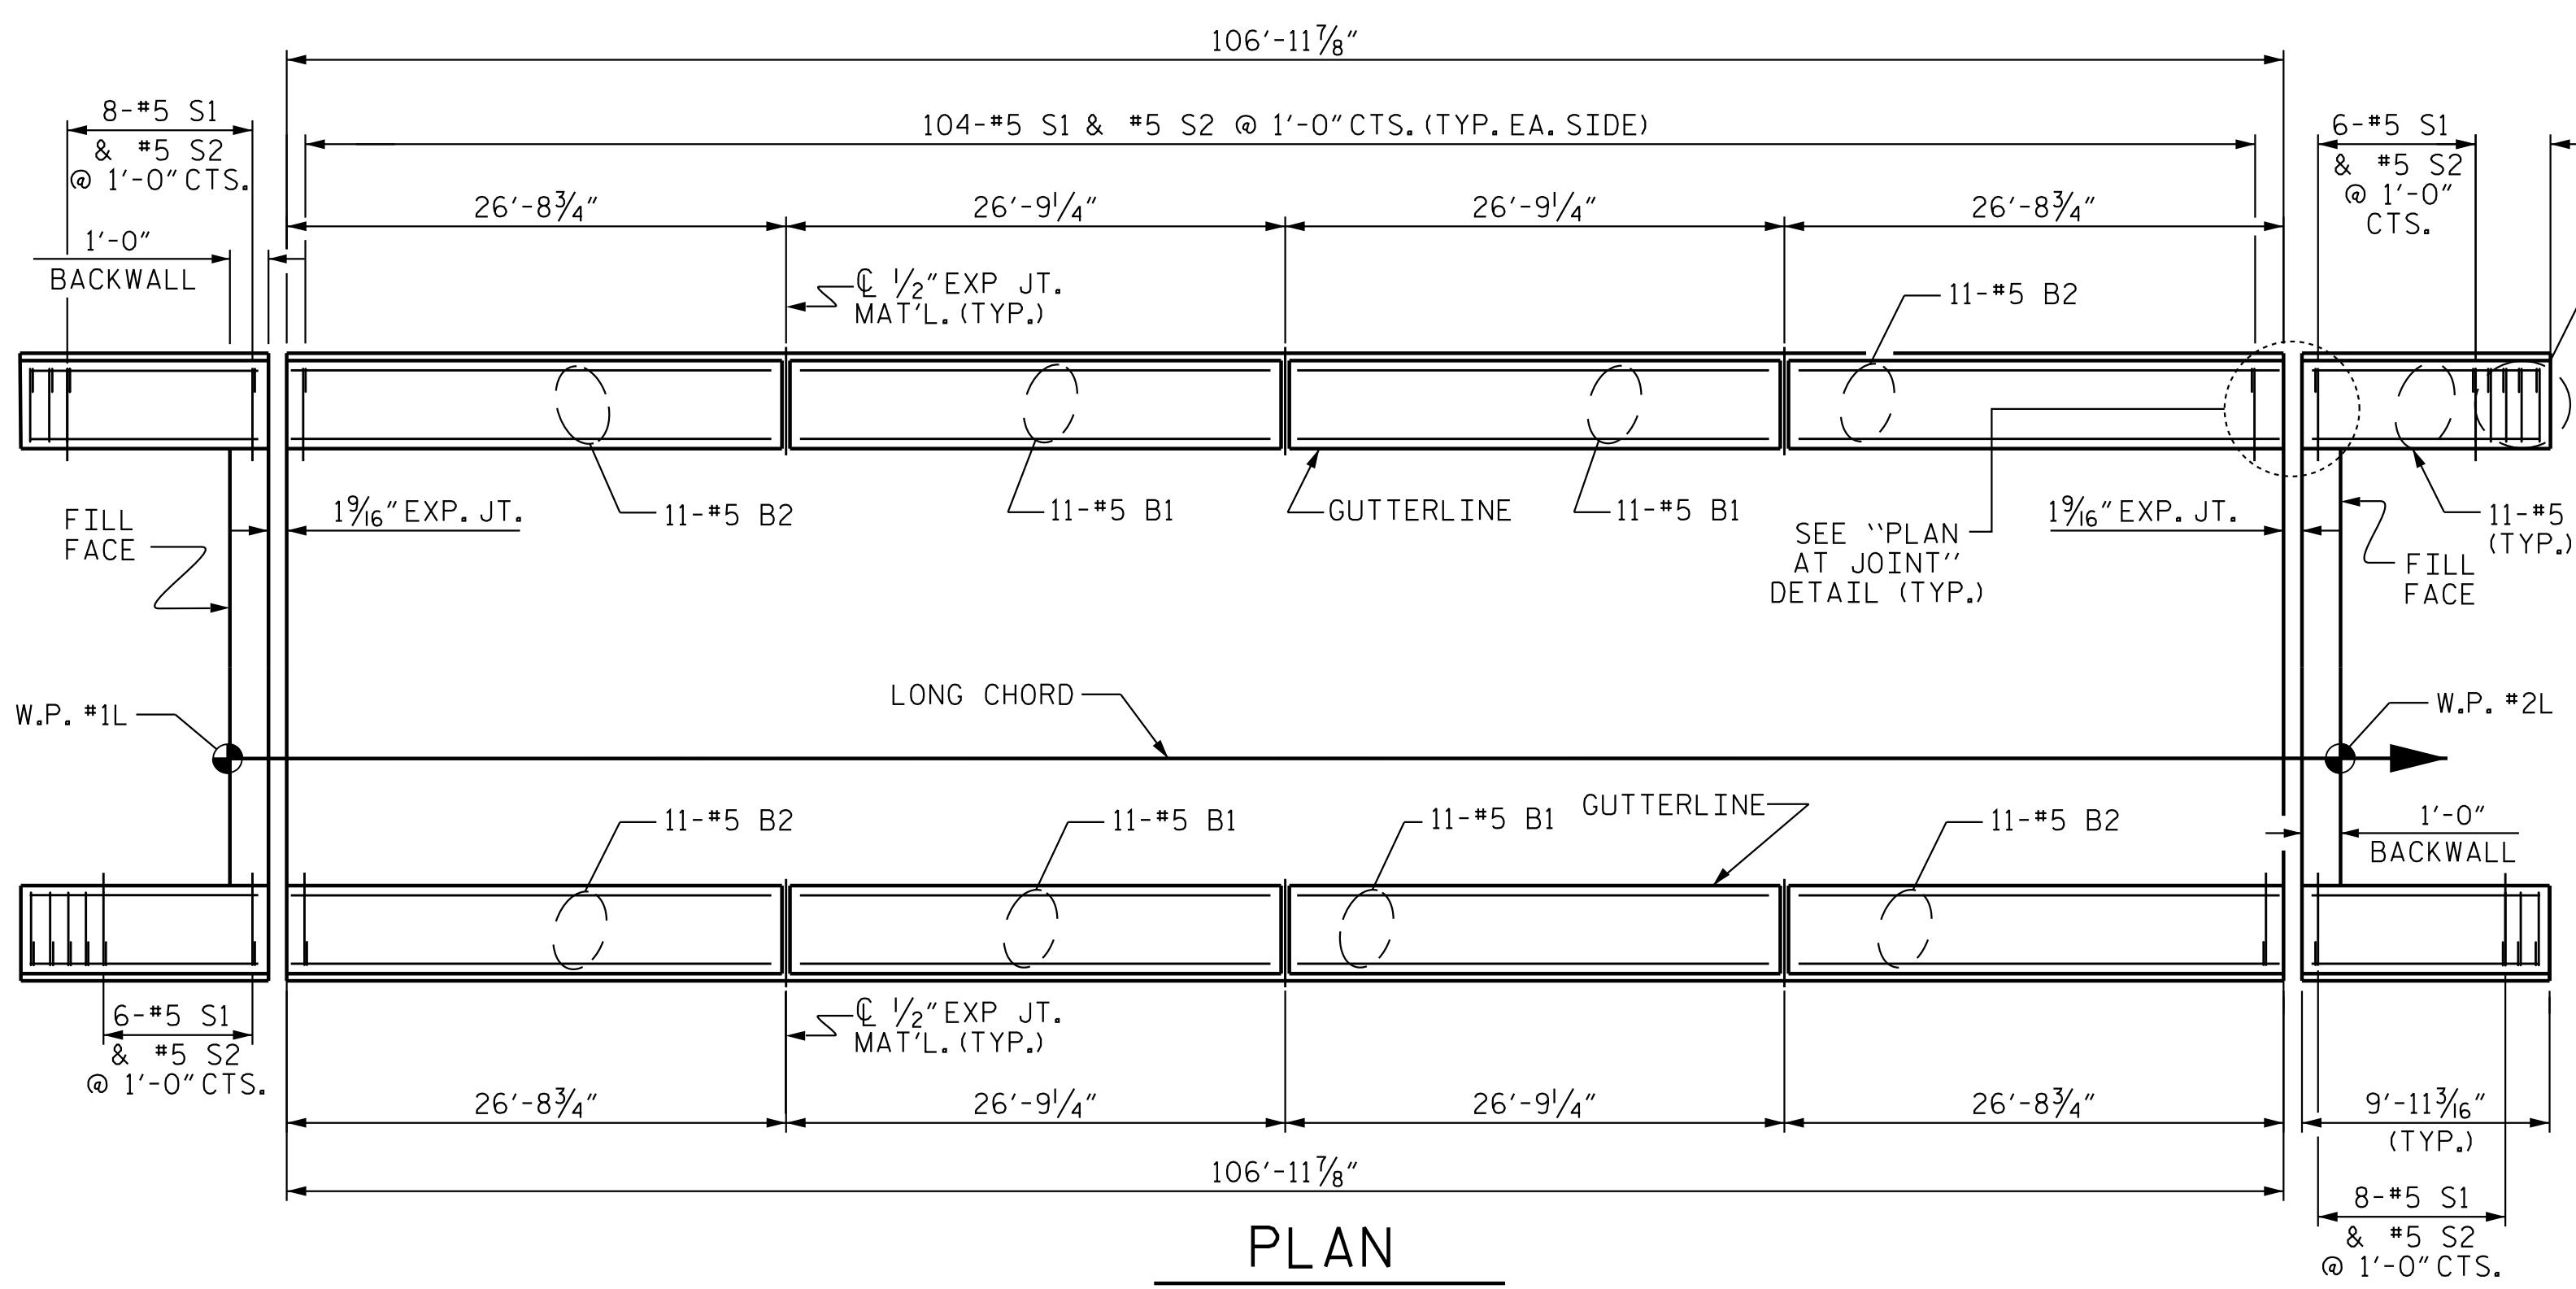 106'-11⅞"
8-#5 S1
& #5 S2
@ 1'-0" CTS.
104-#5 S1 & #5 S2 @ 1'-0" CTS. (TYP. EA. SIDE)
6-#5 S1
& #5 S2
@ 1'-0"
CTS.
26'-8¾"
26'-9¼"
26'-9¼"
26'-8¾"
1'-0"
BACKWALL
℄ ½" EXP JT.
MAT'L. (TYP.)
11-#5 B2
FILL
FACE
1 9/16" EXP. JT.
11-#5 B2
11-#5 B1
GUTTERLINE
11-#5 B1
SEE "PLAN
AT JOINT"
DETAIL (TYP.)
1 9/16" EXP. JT.
11-#5
(TYP.)
FILL
FACE
LONG CHORD
W.P. #1L
W.P. #2L
11-#5 B2
11-#5 B1
11-#5 B1
GUTTERLINE
11-#5 B2
1'-0"
BACKWALL
6-#5 S1
& #5 S2
@ 1'-0" CTS.
℄ ½" EXP JT.
MAT'L. (TYP.)
26'-8¾"
26'-9¼"
26'-9¼"
26'-8¾"
9'-11 3/16"
(TYP.)
106'-11⅞"
8-#5 S1
& #5 S2
@ 1'-0" CTS.
PLAN